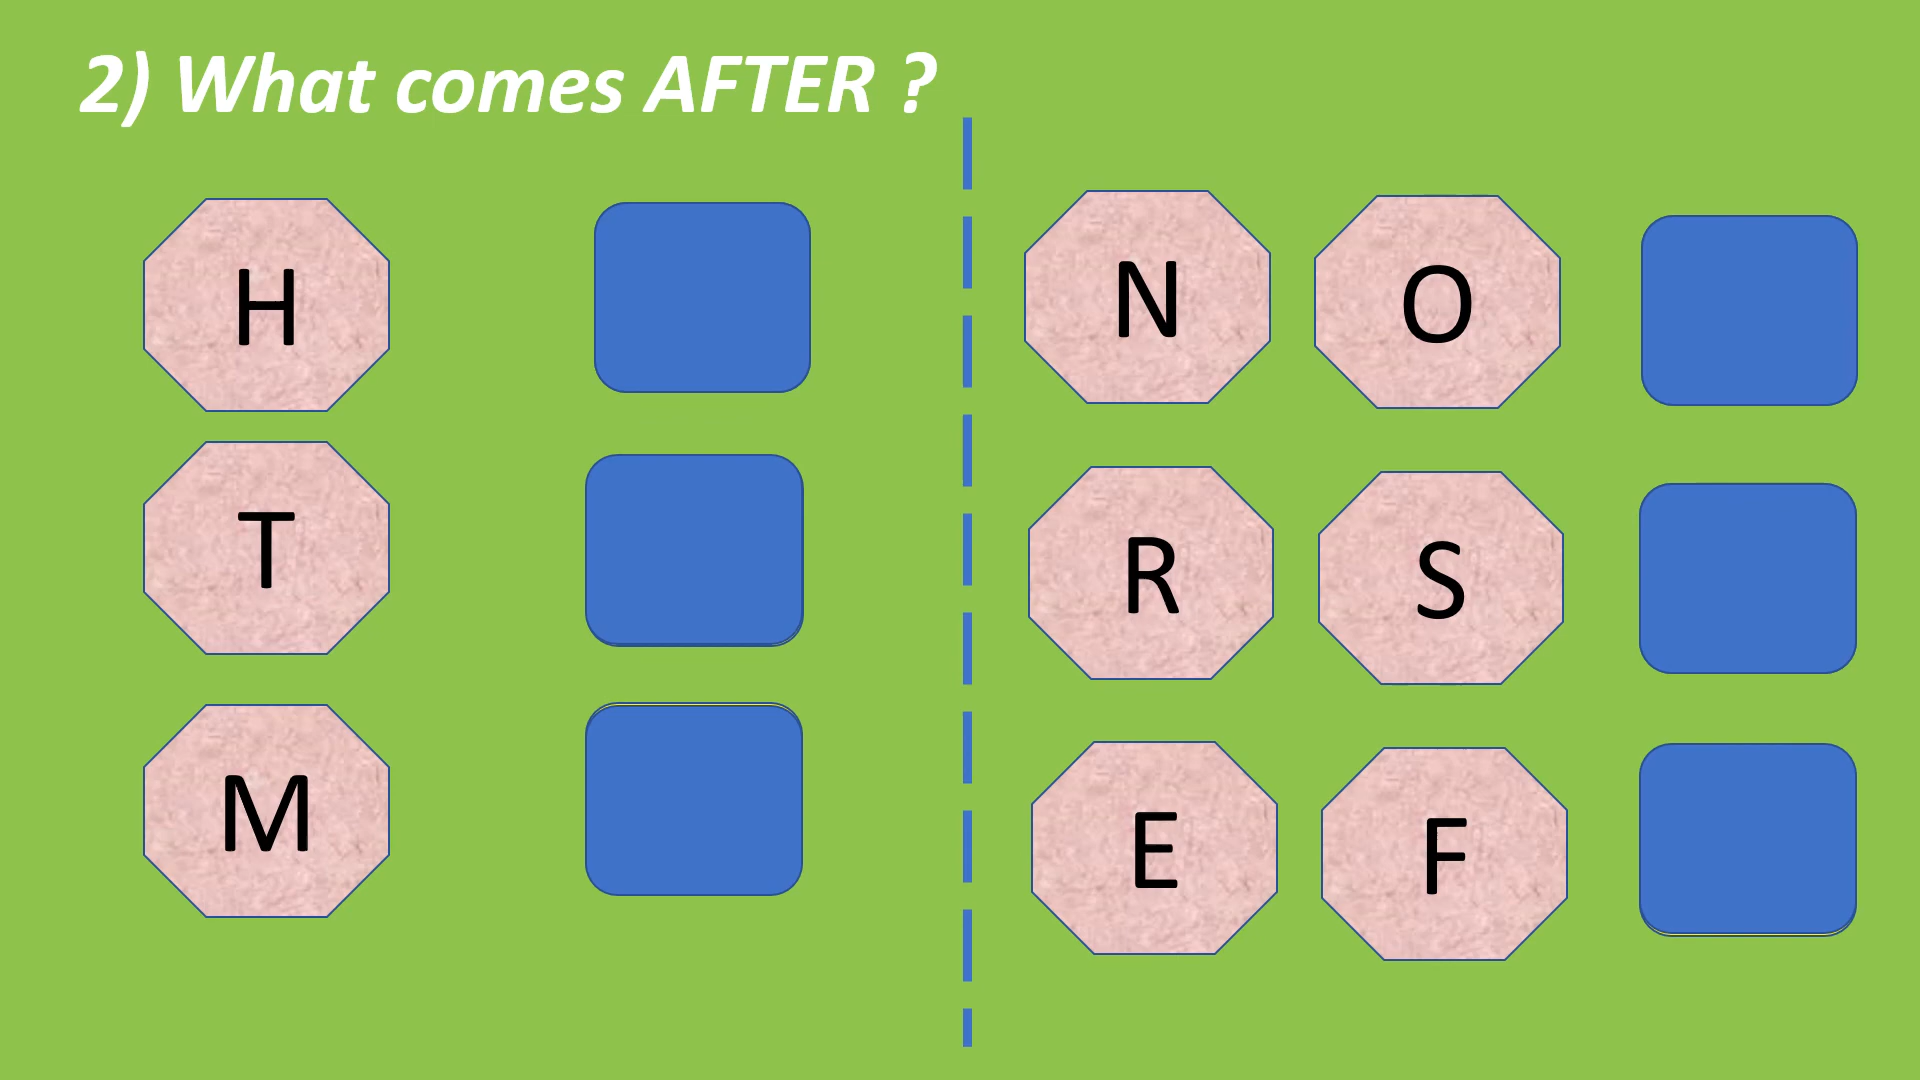 2) What comes AFTER ?
H
T
M
N O
R S
E F